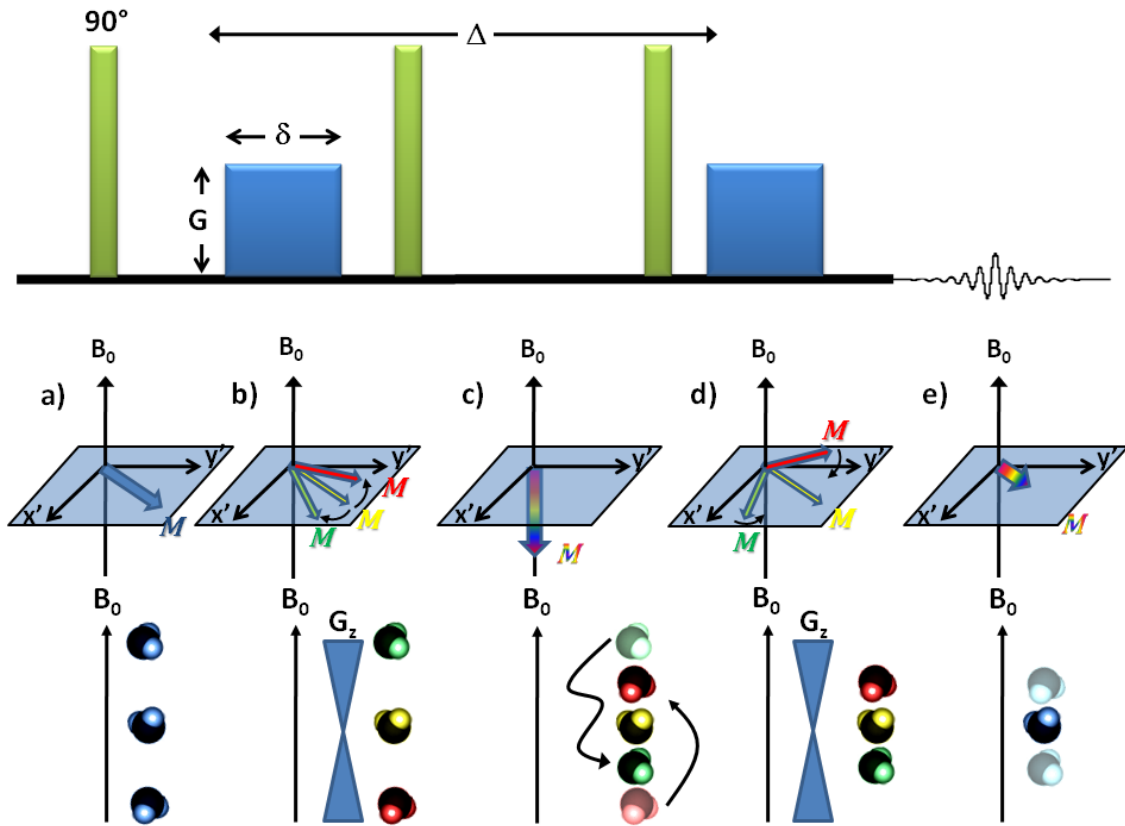 90°
Δ
δ
G
B0 B0 B0 B0 B0
a) b) c) d) e)
M
y' y' y'
M M
x' x' x'
M M M M
M M M
B0 B0 B0 B0 B0
Gz Gz